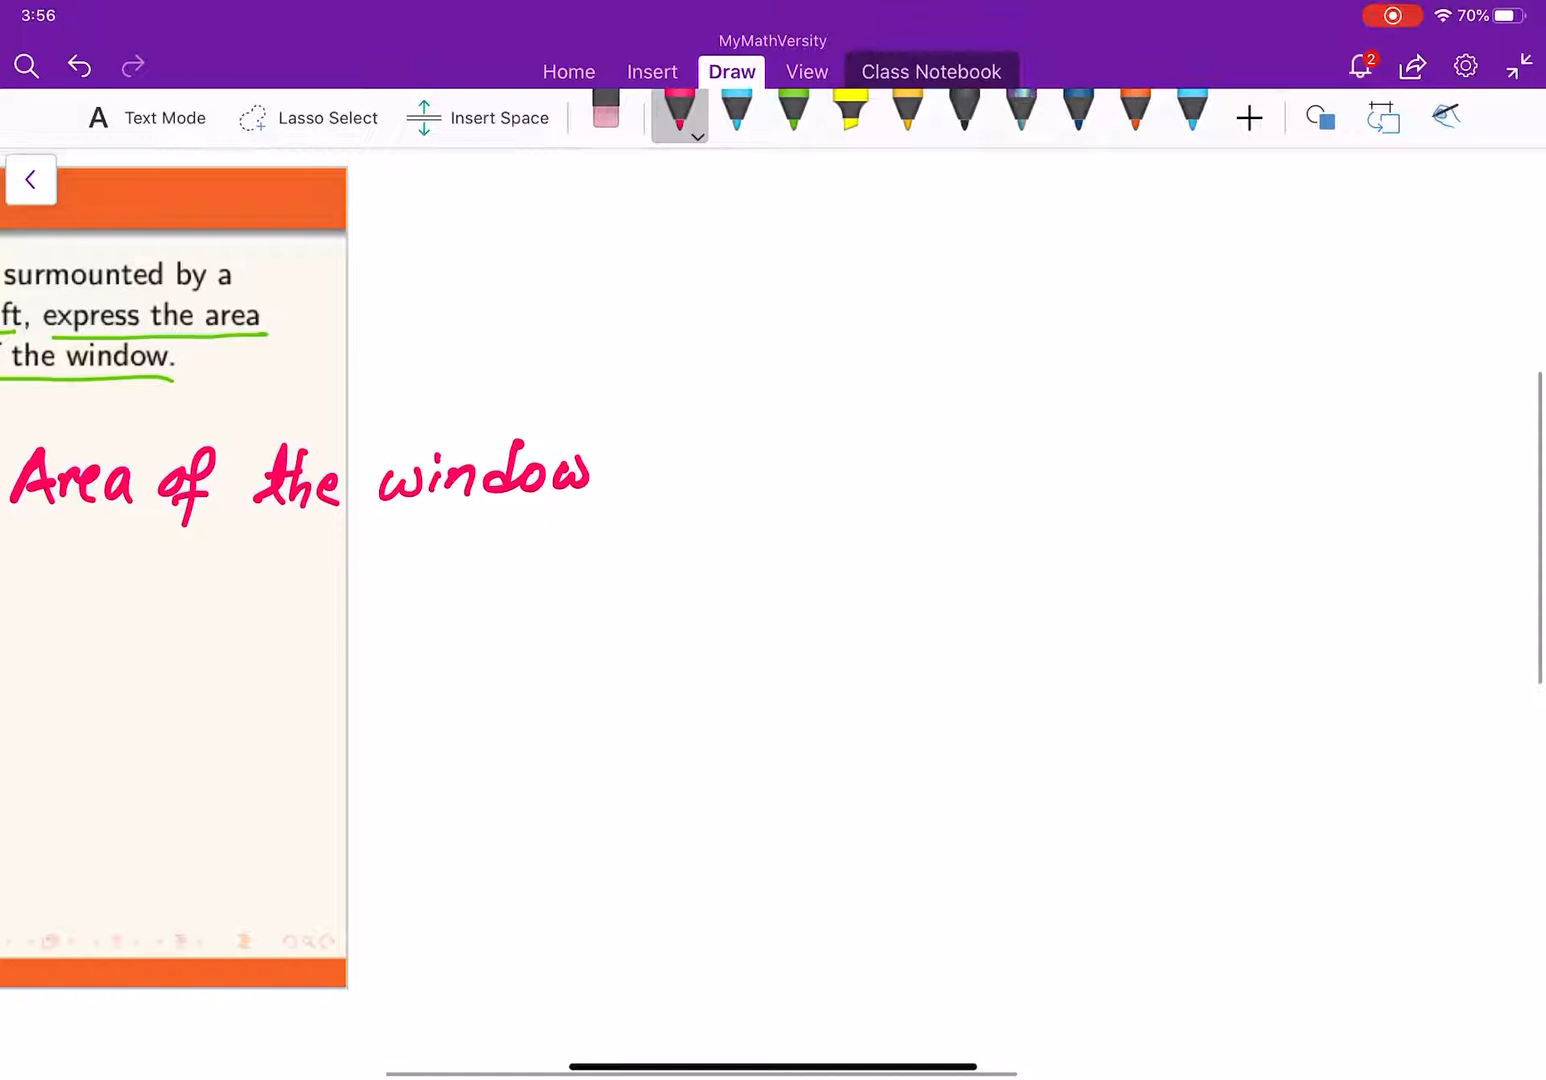 3:56
70%
MyMathVersity
2
Home Insert Draw View Class Notebook
A Text Mode Lasso Select Insert Space
surmounted by a
ft, express the area
the window.
Area of the window